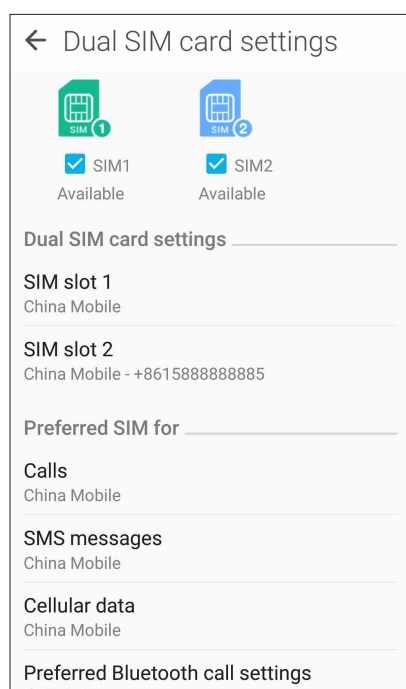 Dual SIM card settings
SIM 1 SIM 2
SIM1 SIM2
Available Available
Dual SIM card settings
SIM slot 1
China Mobile
SIM slot 2
China Mobile - +8615888888885
Preferred SIM for
Calls
China Mobile
SMS messages
China Mobile
Cellular data
China Mobile
Preferred Bluetooth call settings